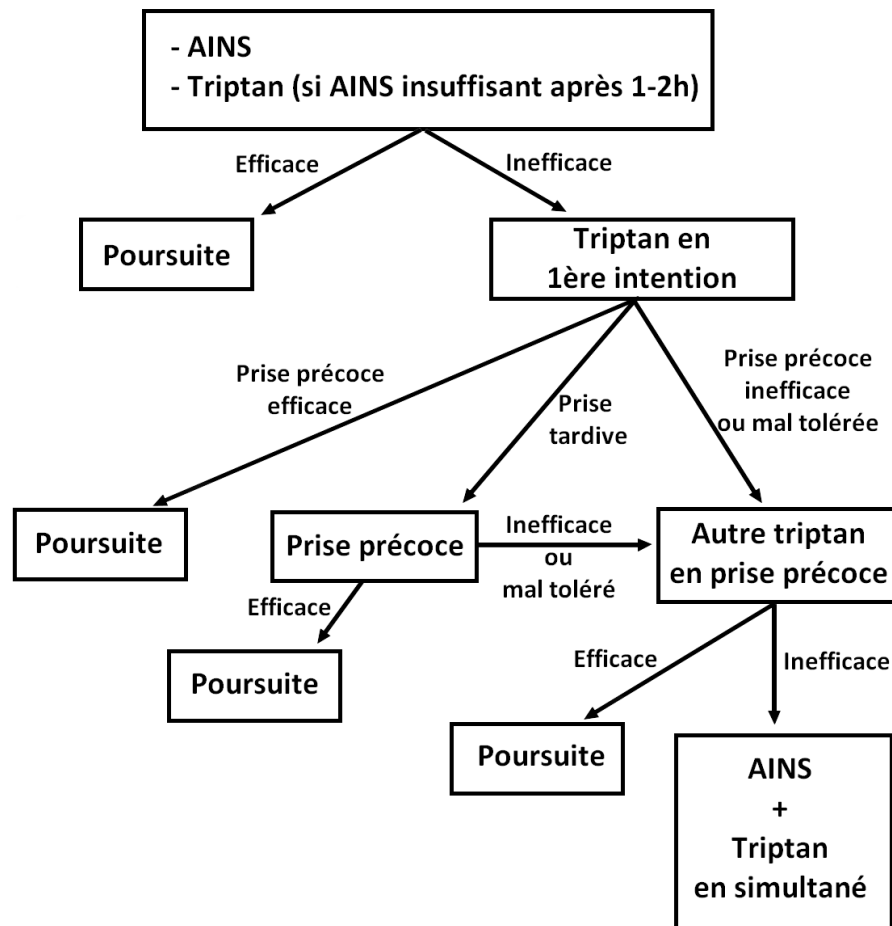 - AINS
- Triptan (si AINS insuffisant après 1-2h)
Efficace
Inefficace
Poursuite
Triptan en
1ère intention
Prise précoce
efficace
Prise
tardive
Prise précoce
inefficace
ou mal tolérée
Poursuite
Prise précoce
Inefficace
ou
mal toléré
Autre triptan
en prise précoce
Efficace
Poursuite
Efficace
Inefficace
Poursuite
AINS
+
Triptan
en simultané